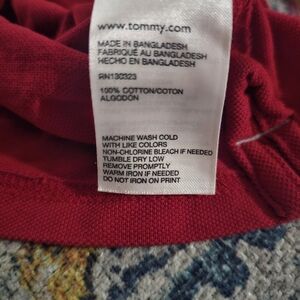 www.tommy.com
MADE IN BANGLADESH
FABRIQUÉ AU BANGLADESH
HECHO EN BANGLADESH
RN130323
100% COTTON/COTON
ALGODON
MACHINE WASH COLD
WITH LIKE COLORS
NON-CHLORINE BLEACH IF NEEDED
TUMBLE DRY LOW
REMOVE PROMPTLY
WARM IRON IF NEEDED
DO NOT IRON ON PRINT